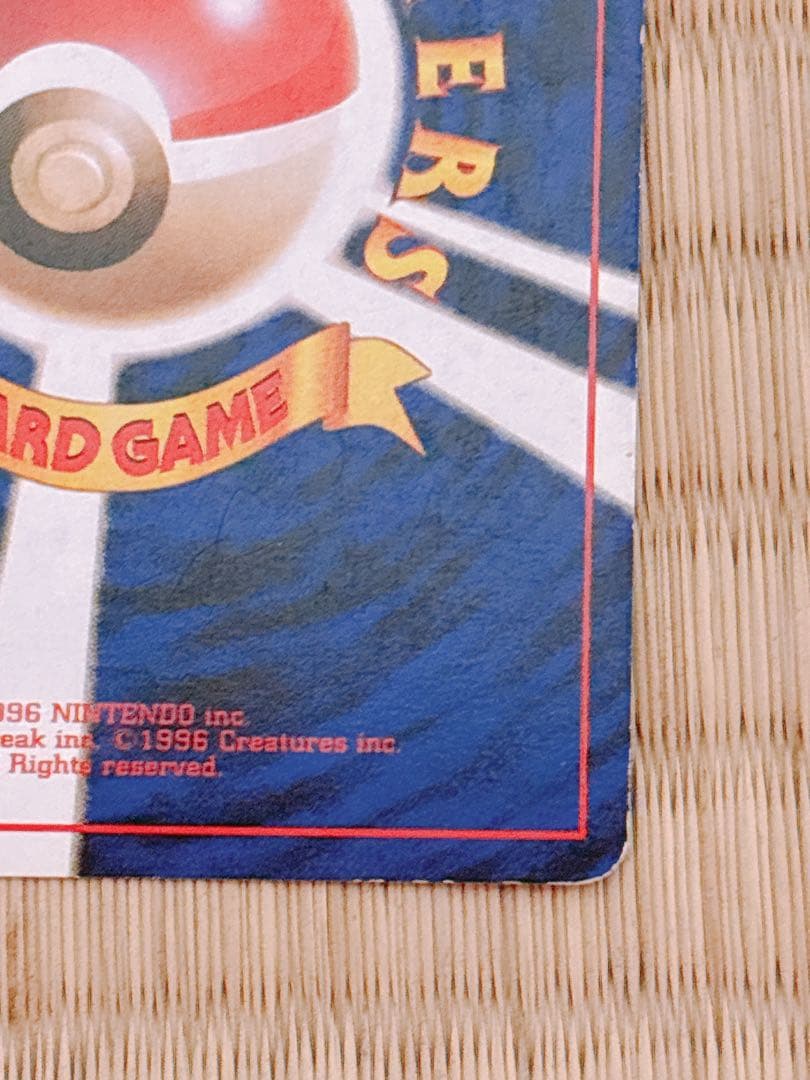 ERS
ARD GAME
996 NINTENDO inc.
eak inc. ©1996 Creatures inc.
Rights reserved.